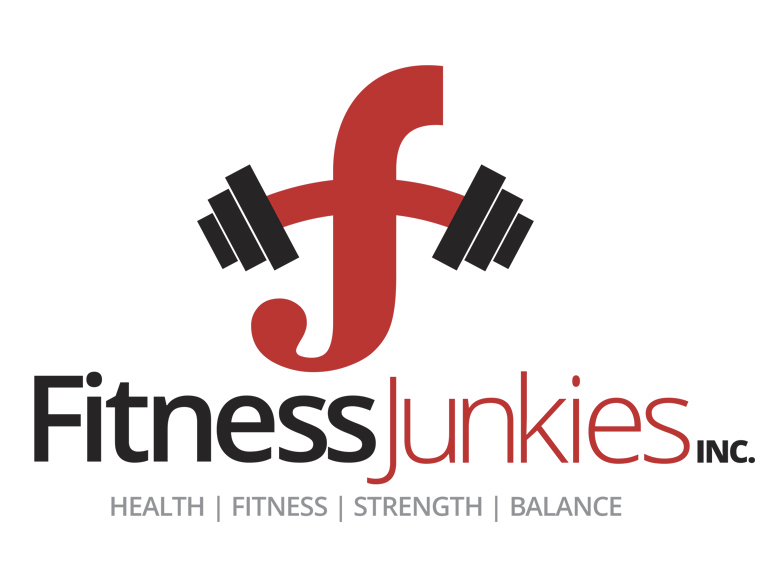 f
FitnessJunkies INC.
HEALTH | FITNESS | STRENGTH | BALANCE